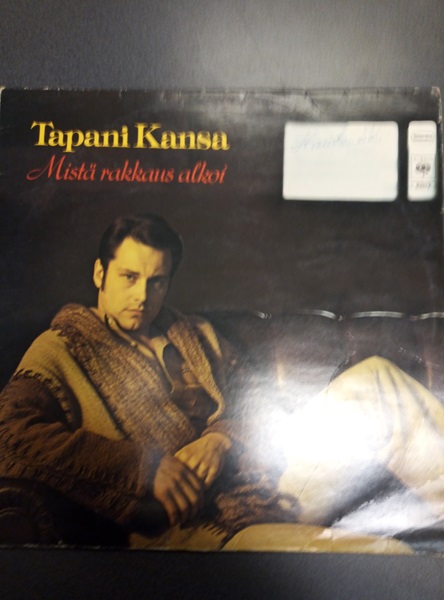 Tapani Kansa
Mistä rakkaus alkoi